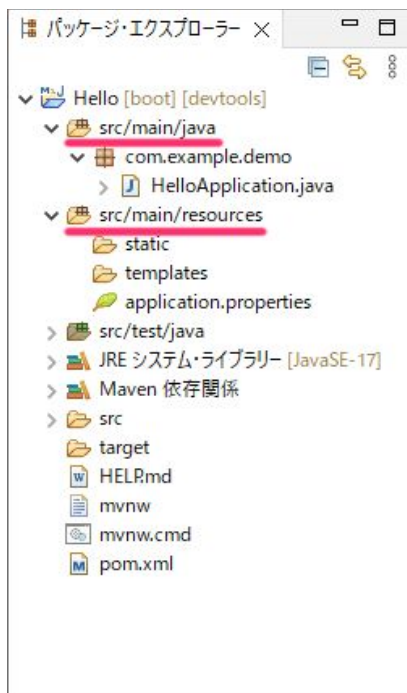 パッケージ・エクスプローラー
Hello [boot] [devtools]
src/main/java
com.example.demo
HelloApplication.java
src/main/resources
static
templates
application.properties
src/test/java
JRE システム・ライブラリー [JavaSE-17]
Maven 依存関係
src
target
HELP.md
mvnw
mvnw.cmd
pom.xml